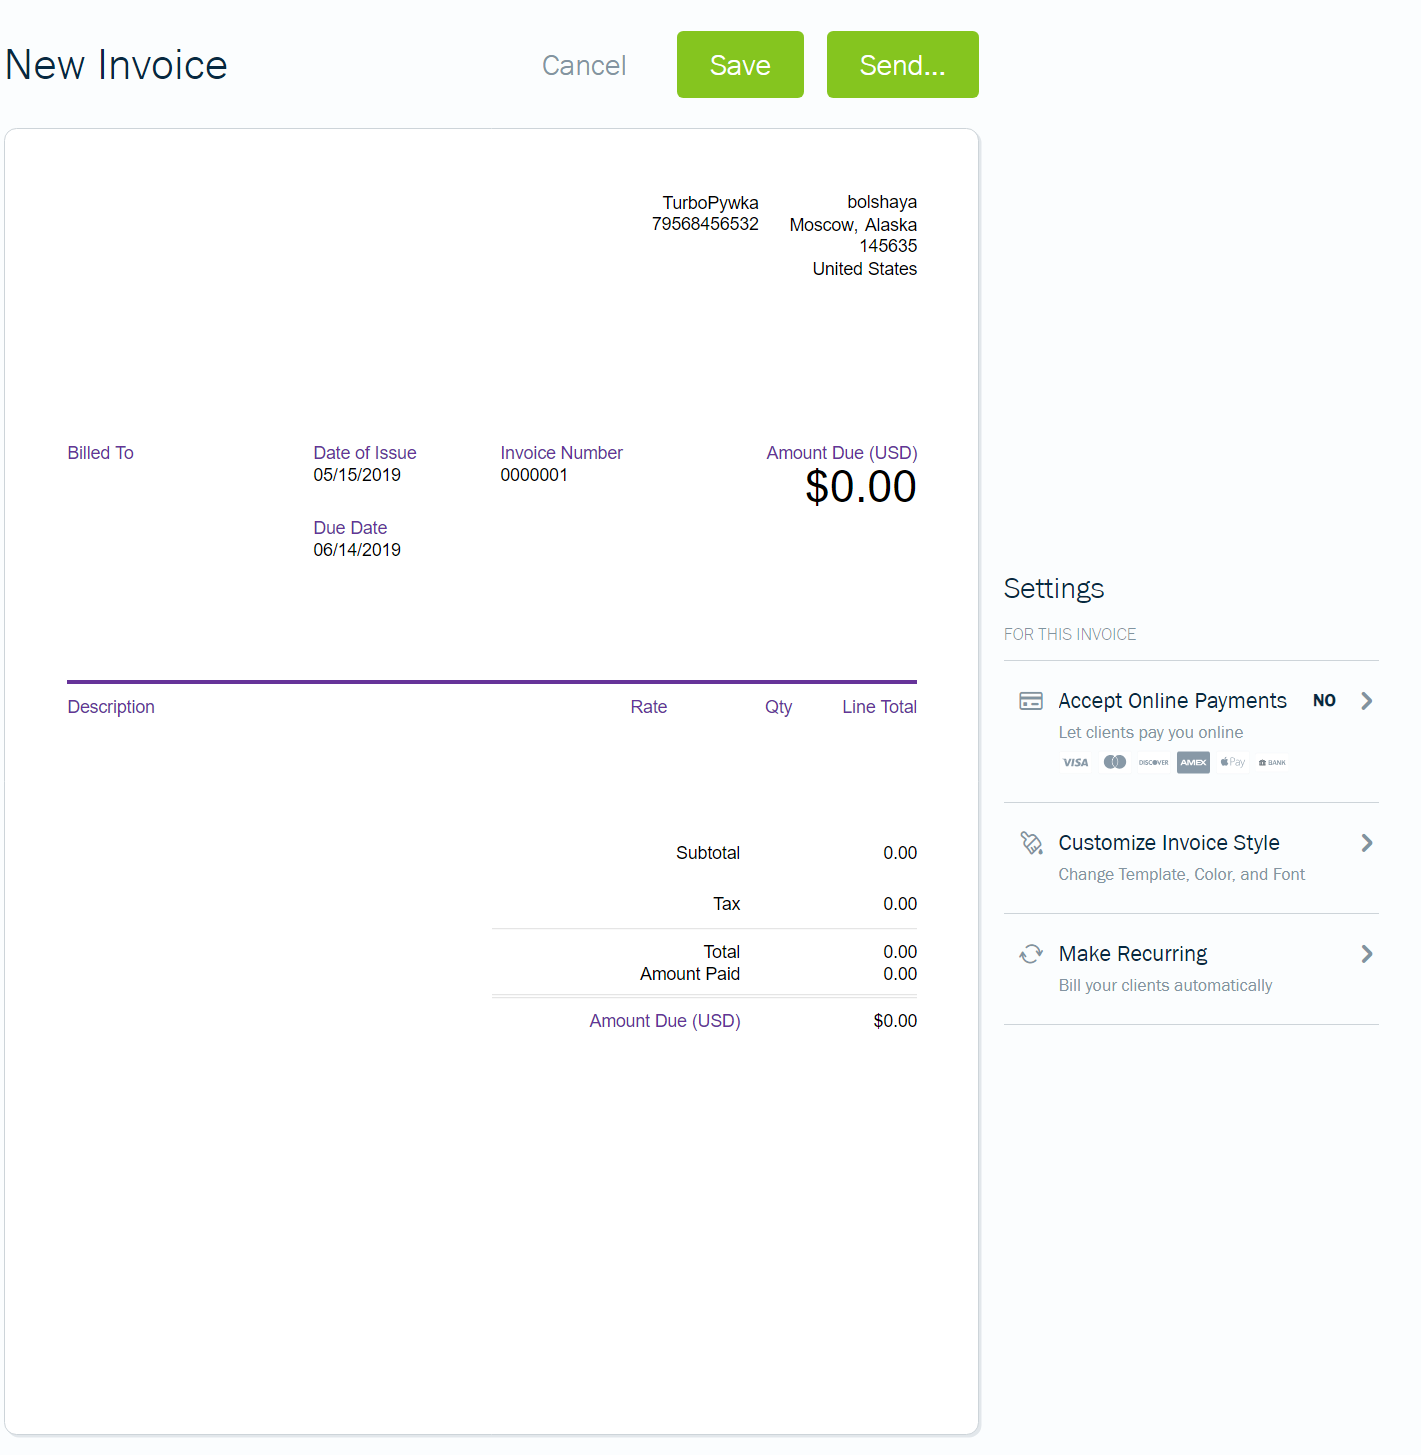 New Invoice Cancel Save Send...
TurboPywka bolshaya
79568456532 Moscow, Alaska
145635
United States
Billed To Date of Issue Invoice Number Amount Due (USD)
05/15/2019 0000001 $0.00
Due Date
06/14/2019
Description Rate Qty Line Total
Subtotal 0.00
Tax 0.00
Total 0.00
Amount Paid 0.00
Amount Due (USD) $0.00
Settings
FOR THIS INVOICE
Accept Online Payments NO
Let clients pay you online
VISA DISCOVER AMEX Pay BANK
Customize Invoice Style
Change Template, Color, and Font
Make Recurring
Bill your clients automatically